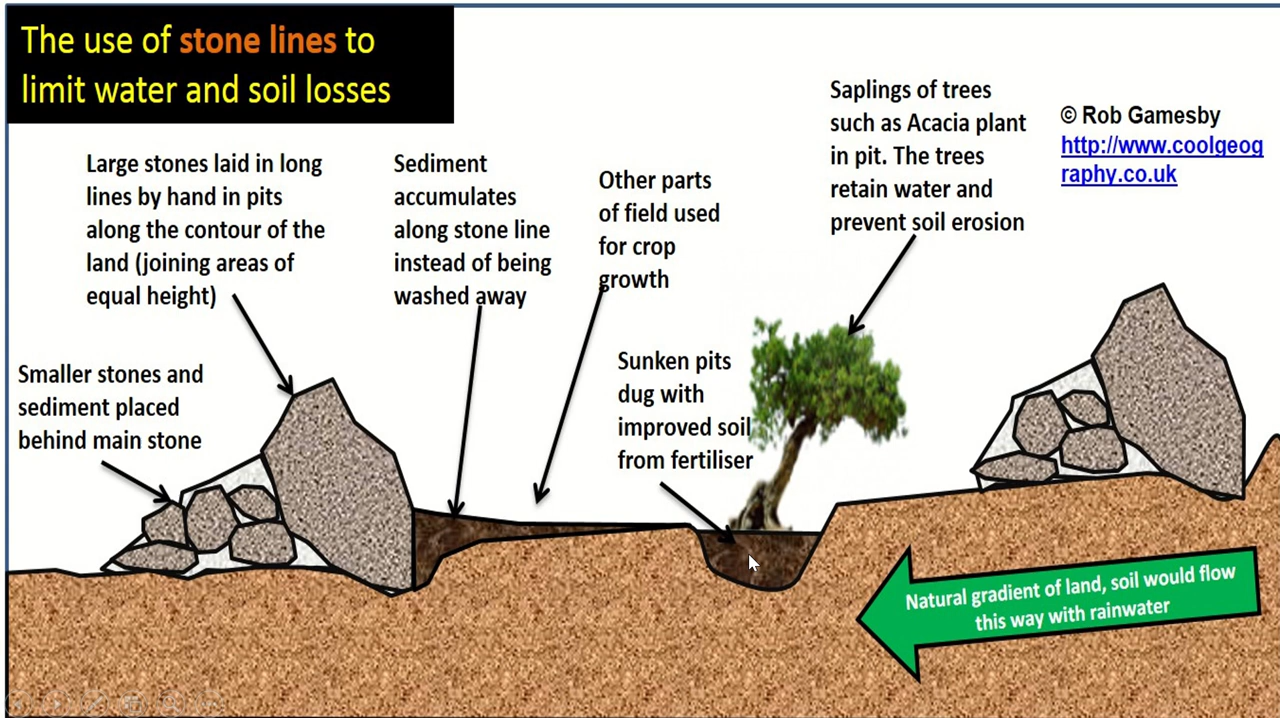 The use of stone lines to
limit water and soil losses
Large stones laid in long
lines by hand in pits
along the contour of the
land (joining areas of
equal height)
Sediment
accumulates
along stone line
instead of being
washed away
Other parts
of field used
for crop
growth
Saplings of trees
such as Acacia plant
in pit. The trees
retain water and
prevent soil erosion
© Rob Gamesby
http://www.coolgeog
raphy.co.uk
Smaller stones and
sediment placed
behind main stone
Sunken pits
dug with
improved soil
from fertiliser
Natural gradient of land, soil would flow
this way with rainwater